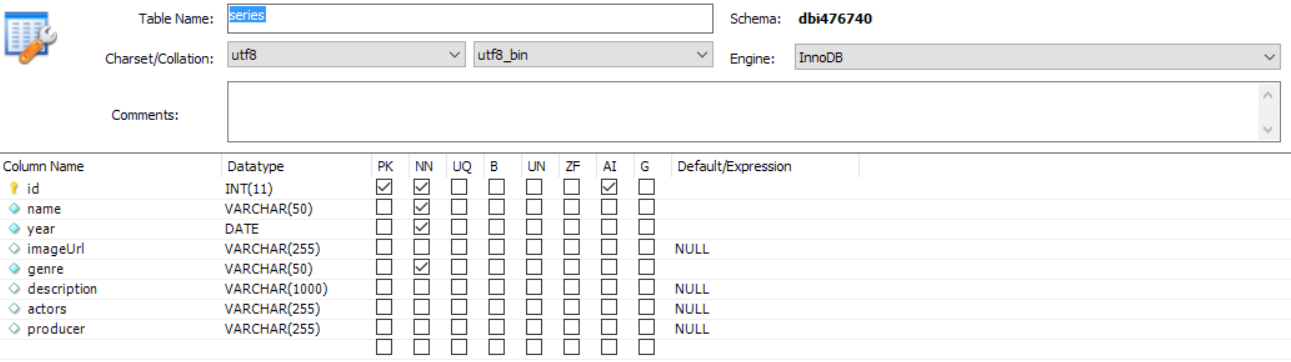 Table Name: series Schema: dbi476740
Charset/Collation: utf8 utf8_bin Engine: InnoDB
Comments:
Column Name Datatype PK NN UQ B UN ZF AI G Default/Expression
id INT(11)
name VARCHAR(50)
year DATE
imageUrl VARCHAR(255) NULL
genre VARCHAR(50)
description VARCHAR(1000) NULL
actors VARCHAR(255) NULL
producer VARCHAR(255) NULL